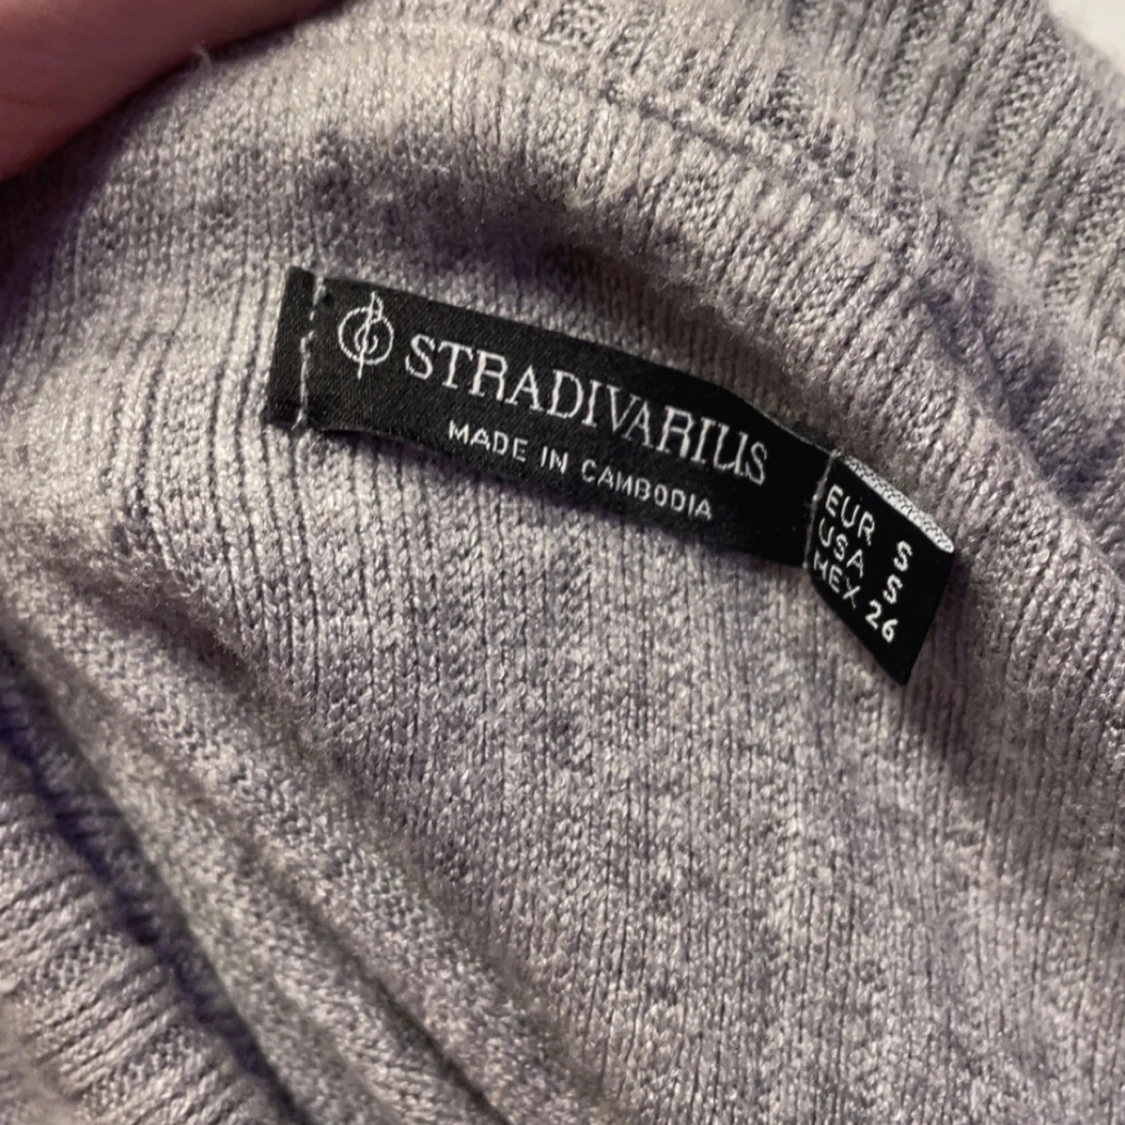 STRADIVARIUS
MADE IN CAMBODIA
EUR S
USA S
MEX 26